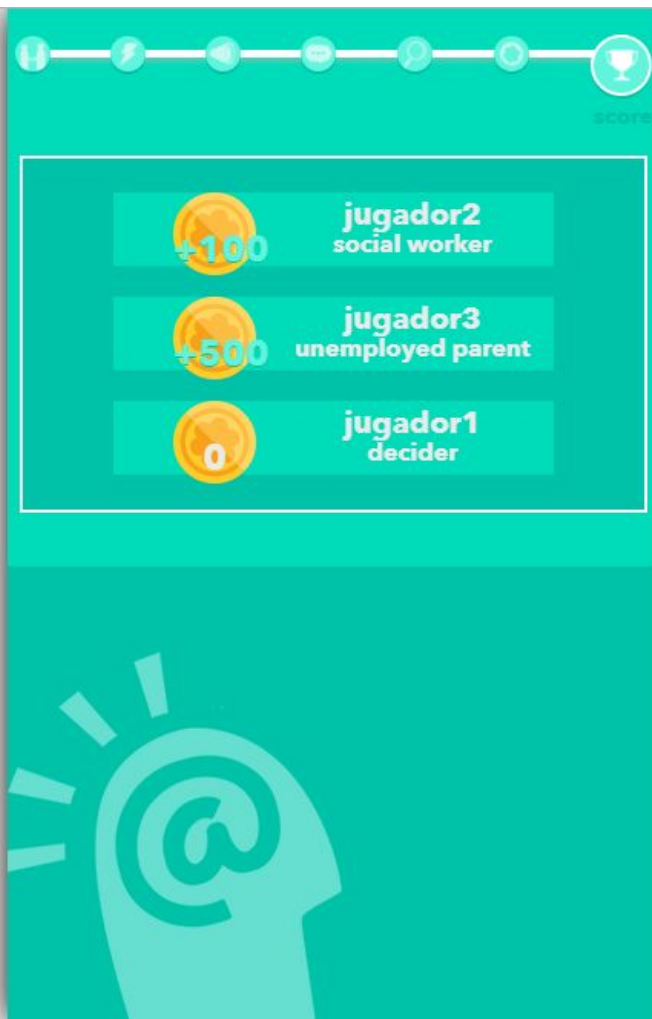 score
+100
jugador2
social worker
+500
jugador3
unemployed parent
0
jugador1
decider
@